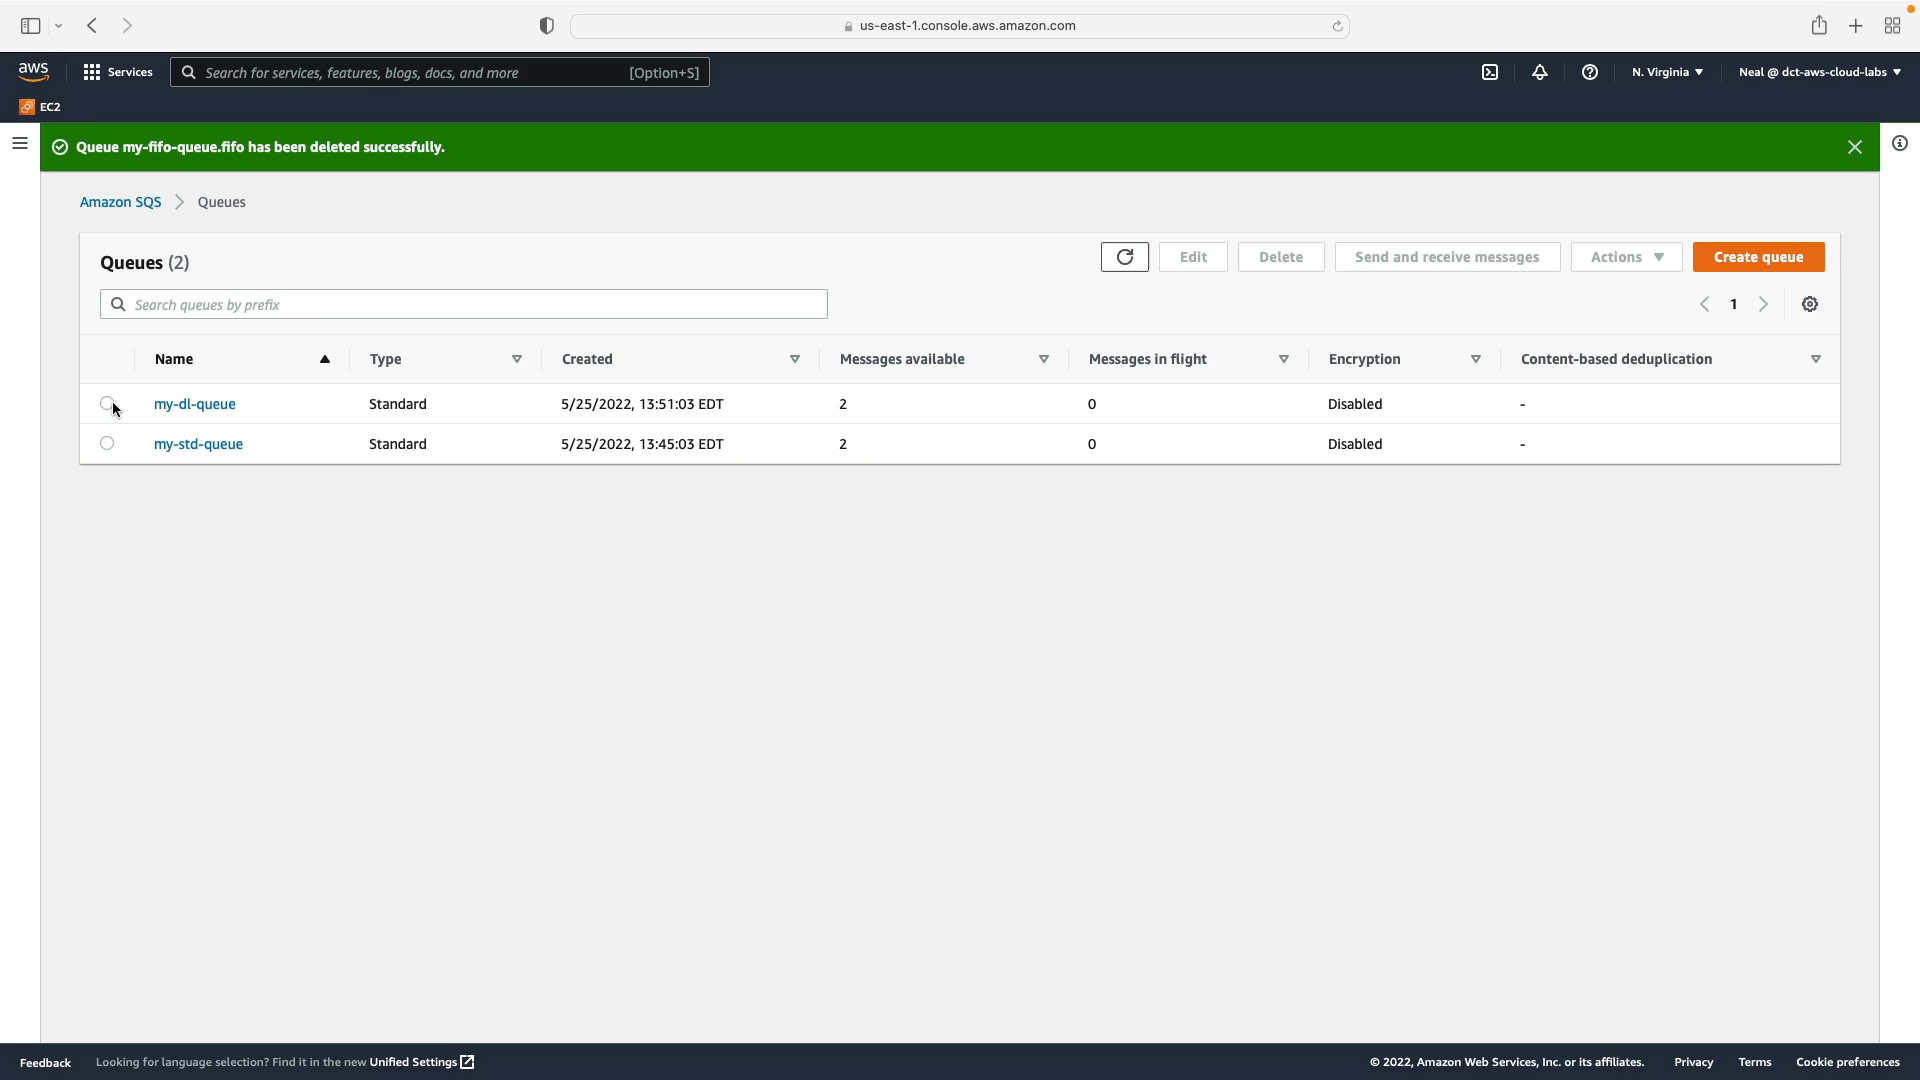 us-east-1.console.aws.amazon.com
aws Services Search for services, features, blogs, docs, and more [Option+S] N. Virginia ▼ Neal @ dct-aws-cloud-labs ▼
EC2
Queue my-fifo-queue.fifo has been deleted successfully.
Amazon SQS > Queues
Queues (2) Edit Delete Send and receive messages Actions ▼ Create queue
Search queues by prefix 1
Name Type Created Messages available Messages in flight Encryption Content-based deduplication
my-dl-queue Standard 5/25/2022, 13:51:03 EDT 2 0 Disabled -
my-std-queue Standard 5/25/2022, 13:45:03 EDT 2 0 Disabled -
Feedback Looking for language selection? Find it in the new Unified Settings © 2022, Amazon Web Services, Inc. or its affiliates. Privacy Terms Cookie preferences